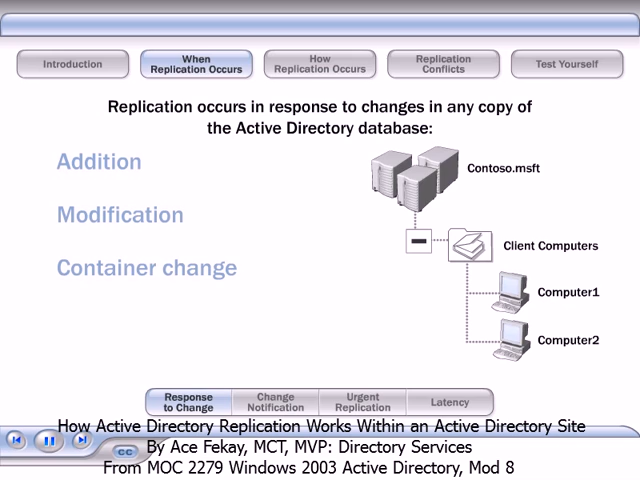 Introduction
When
Replication Occurs
How
Replication Occurs
Replication
Conflicts
Test Yourself
Replication occurs in response to changes in any copy of
the Active Directory database:
Addition
Modification
Container change
Contoso.msft
Client Computers
Computer1
Computer2
Response
to Change
Change
Notification
Urgent
Replication
Latency
CC
How Active Directory Replication Works Within an Active Directory Site
By Ace Fekay, MCT, MVP: Directory Services
From MOC 2279 Windows 2003 Active Directory, Mod 8